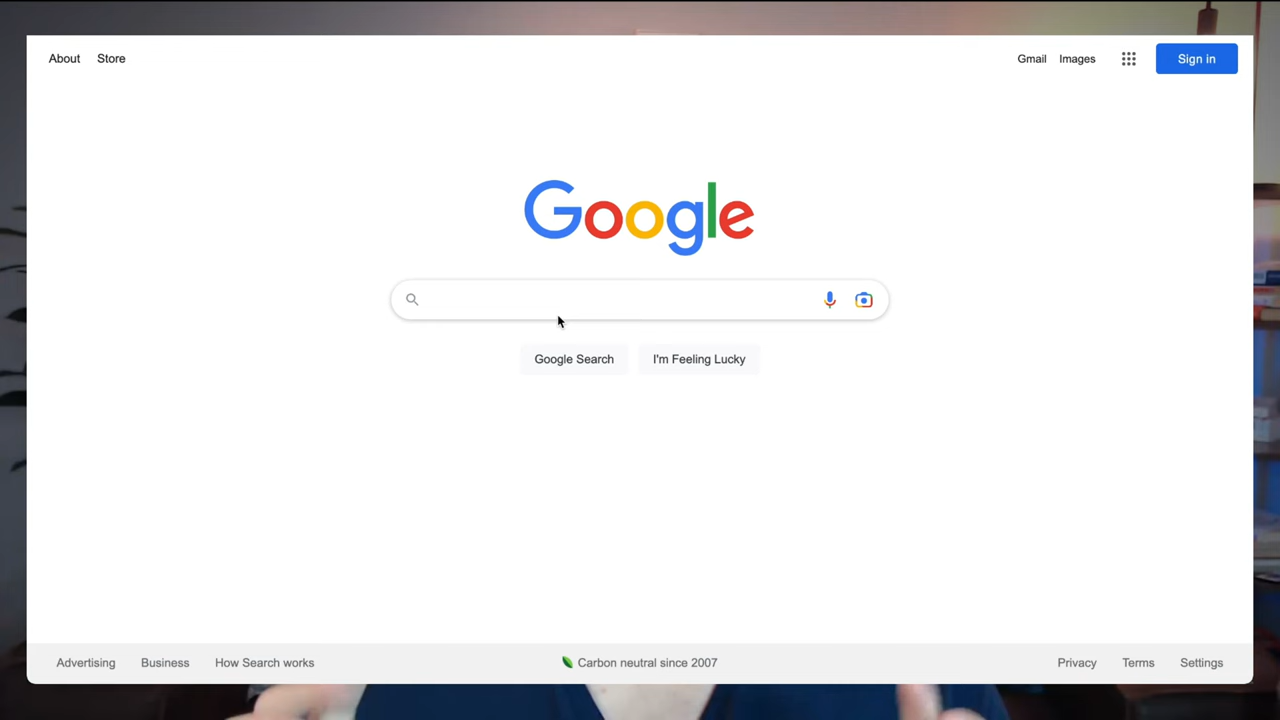 About Store
Gmail Images Sign in
Google
Google Search I'm Feeling Lucky
Advertising Business How Search works Carbon neutral since 2007 Privacy Terms Settings